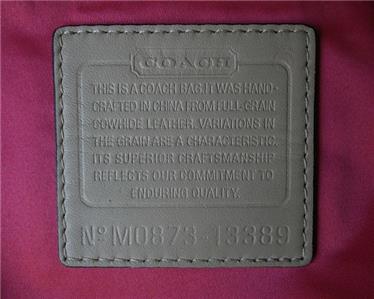 COACH
THIS IS A COACH BAG. IT WAS HAND-
CRAFTED IN CHINA FROM FULL GRAIN
COWHIDE LEATHER. VARIATIONS IN
THE GRAIN ARE A CHARACTERISTIC.
ITS SUPERIOR CRAFTSMANSHIP
REFLECTS OUR COMMITMENT TO
ENDURING QUALITY.
Nº M0873-13389